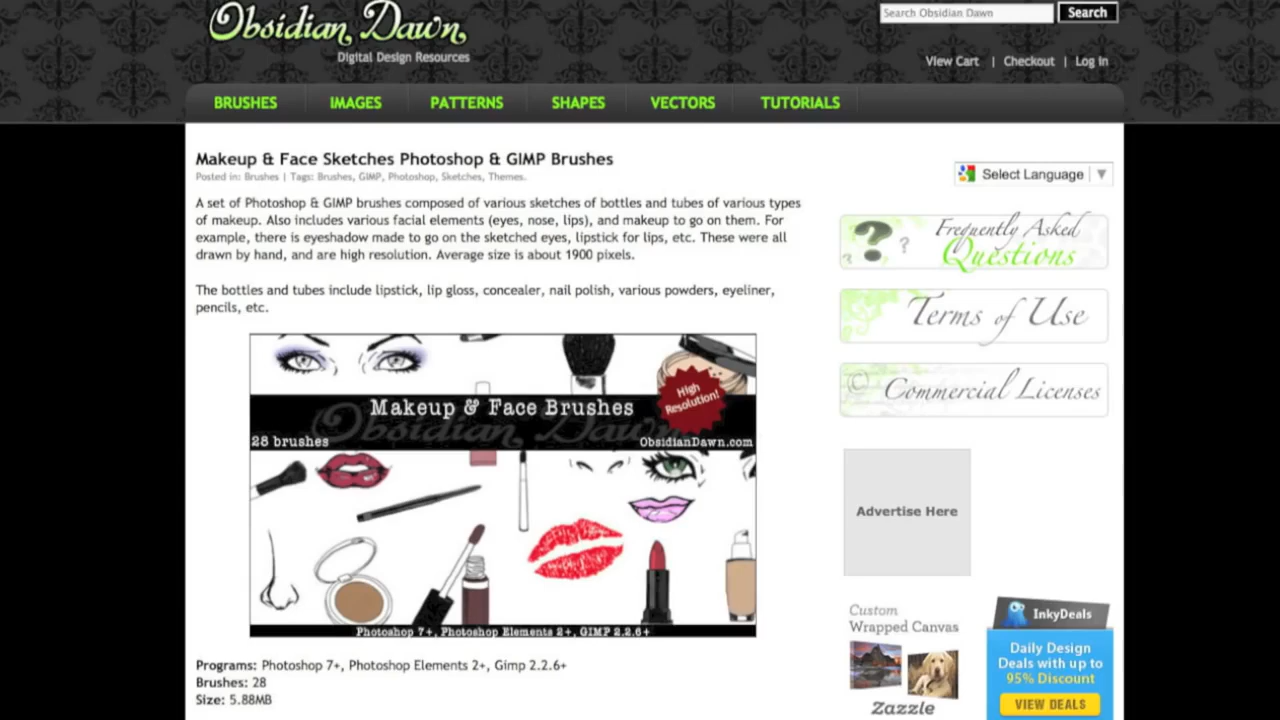 Obsidian Dawn
Digital Design Resources
Search Obsidian Dawn
Search
View Cart | Checkout | Log in
BRUSHES
IMAGES
PATTERNS
SHAPES
VECTORS
TUTORIALS
Makeup & Face Sketches Photoshop & GIMP Brushes
Posted in: Brushes | Tags: Brushes, GIMP, Photoshop, Sketches, Themes.
A set of Photoshop & GIMP brushes composed of various sketches of bottles and tubes of various types
of makeup. Also includes various facial elements (eyes, nose, lips), and makeup to go on them. For
example, there is eyeshadow made to go on the sketched eyes, lipstick for lips, etc. These were all
drawn by hand, and are high resolution. Average size is about 1900 pixels.
The bottles and tubes include lipstick, lip gloss, concealer, nail polish, various powders, eyeliner,
pencils, etc.
High
Resolution!
Makeup & Face Brushes
Obsidian Dawn
28 brushes
ObsidianDawn.com
Photoshop 7+, Photoshop Elements 2+, GIMP 2.2.6+
Programs: Photoshop 7+, Photoshop Elements 2+, Gimp 2.2.6+
Brushes: 28
Size: 5.88MB
Select Language
Frequently Asked
Questions
Terms of Use
Commercial Licenses
Advertise Here
Custom
Wrapped Canvas
Zazzle
InkyDeals
Daily Design
Deals with up to
95% Discount
VIEW DEALS